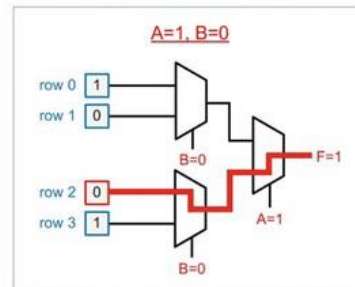 A=1, B=0
row 0 1
row 1 0
B=0
F=1
row 2 0
A=1
row 3 1
B=0